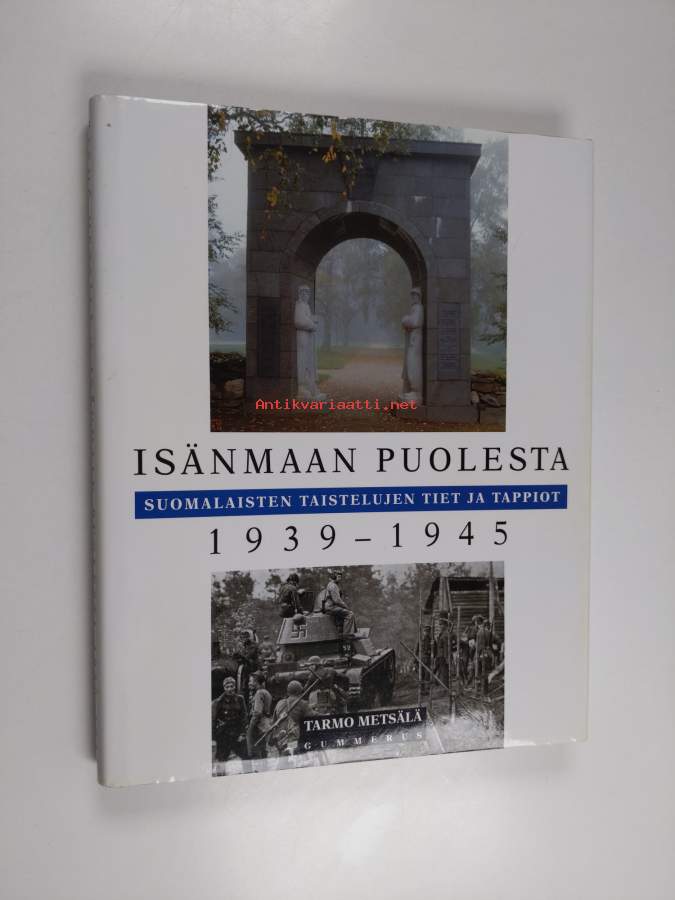 Antikvariaatti.net
ISÄNMAAN PUOLESTA
SUOMALAISTEN TAISTELUJEN TIET JA TAPPIOT
1939–1945
TARMO METSÄLÄ
GUMMERUS